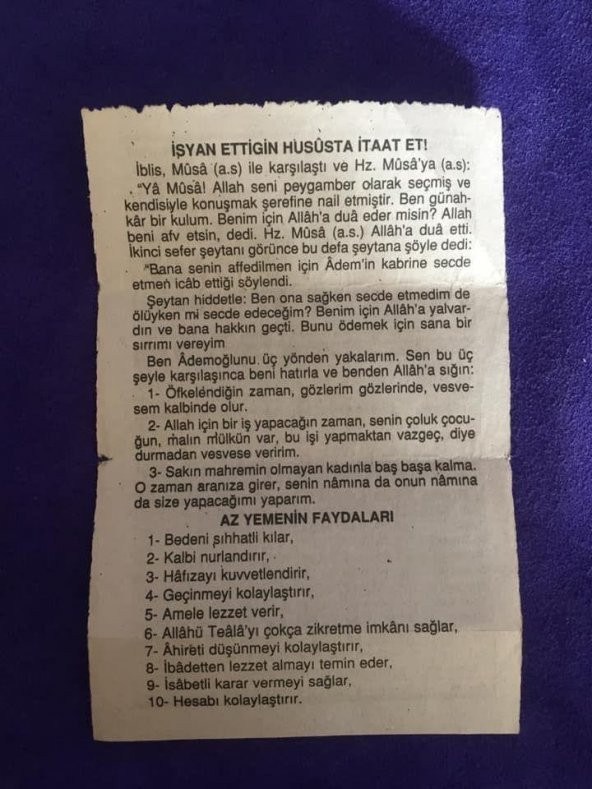 İŞYAN ETTIGIN HUSÛSTA İTAAT ET!
İblis, Mûsâ (a.s) ile karşılaştı ve Hz. Mûsâ'ya (a.s):
"Yâ Mûsâ! Allah seni peygamber olarak seçmiş ve
kendisiyle konuşmak şerefine nail etmiştir. Ben günah-
kâr bir kulum. Benim için Allâh'a duâ eder misin? Allah
beni afv etsin, dedi. Hz. Mûsâ (a.s.) Allâh'a duâ etti.
İkinci sefer şeytanı görünce bu defa şeytana şöyle dedi:
"Bana senin affedilmen için Âdem'in kabrine secde
etmen icâb ettiği söylendi.
Şeytan hiddetle: Ben ona sağken secde etmedim de
ölüyken mi secde edeceğim? Benim için Allâh'a yalvar-
dın ve bana hakkın geçti. Bunu ödemek için sana bir
sırrımı vereyim
Ben Âdemoğlunu üç yönden yakalarım. Sen bu üç
şeyle karşılaşınca beni hatırla ve benden Allah'a sığın:
1- Öfkelendiğin zaman, gözlerim gözlerinde, vesve-
sem kalbinde olur.
2- Allah için bir iş yapacağın zaman, senin çoluk çocu-
ğun, malın mülkün var, bu işi yapmaktan vazgeç, diye
durmadan vesvese veririm.
3- Sakın mahremin olmayan kadınla baş başa kalma.
O zaman aranıza girer, senin nâmına da onun nâmına
da size yapacağımı yaparım.
AZ YEMENİN FAYDALARI
1- Bedeni sıhhatli kılar,
2- Kalbi nurlandırır,
3- Hâfızayı kuvvetlendirir,
4- Geçinmeyi kolaylaştırır,
5- Amele lezzet verir,
6- Allâhü Teâlâ'yı çokça zikretme imkânı sağlar,
7- Âhireti düşünmeyi kolaylaştırır,
8- İbâdetten lezzet almayı temin eder,
9- İsâbetli karar vermeyi sağlar,
10- Hesabı kolaylaştırır.